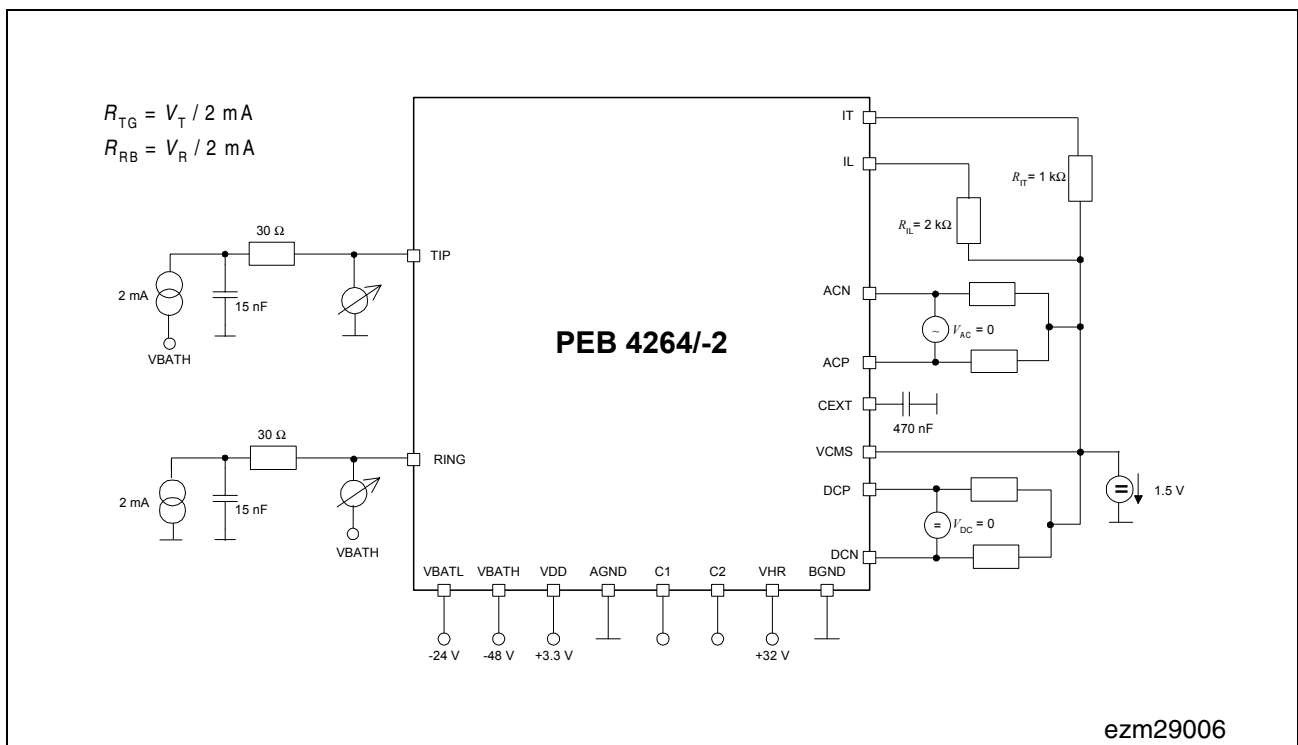 R_TG = V_T / 2 mA
R_RB = V_R / 2 mA
IT
IL
R_IT = 1 kΩ
R_IL = 2 kΩ
30 Ω
TIP
2 mA
15 nF
VBATH
ACN
V_AC = 0
ACP
PEB 4264/-2
CEXT
470 nF
30 Ω
RING
2 mA
15 nF
VBATH
VCMS
DCP
1.5 V
V_DC = 0
DCN
VBATL VBATH VDD AGND C1 C2 VHR BGND
-24 V -48 V +3.3 V +32 V
ezm29006